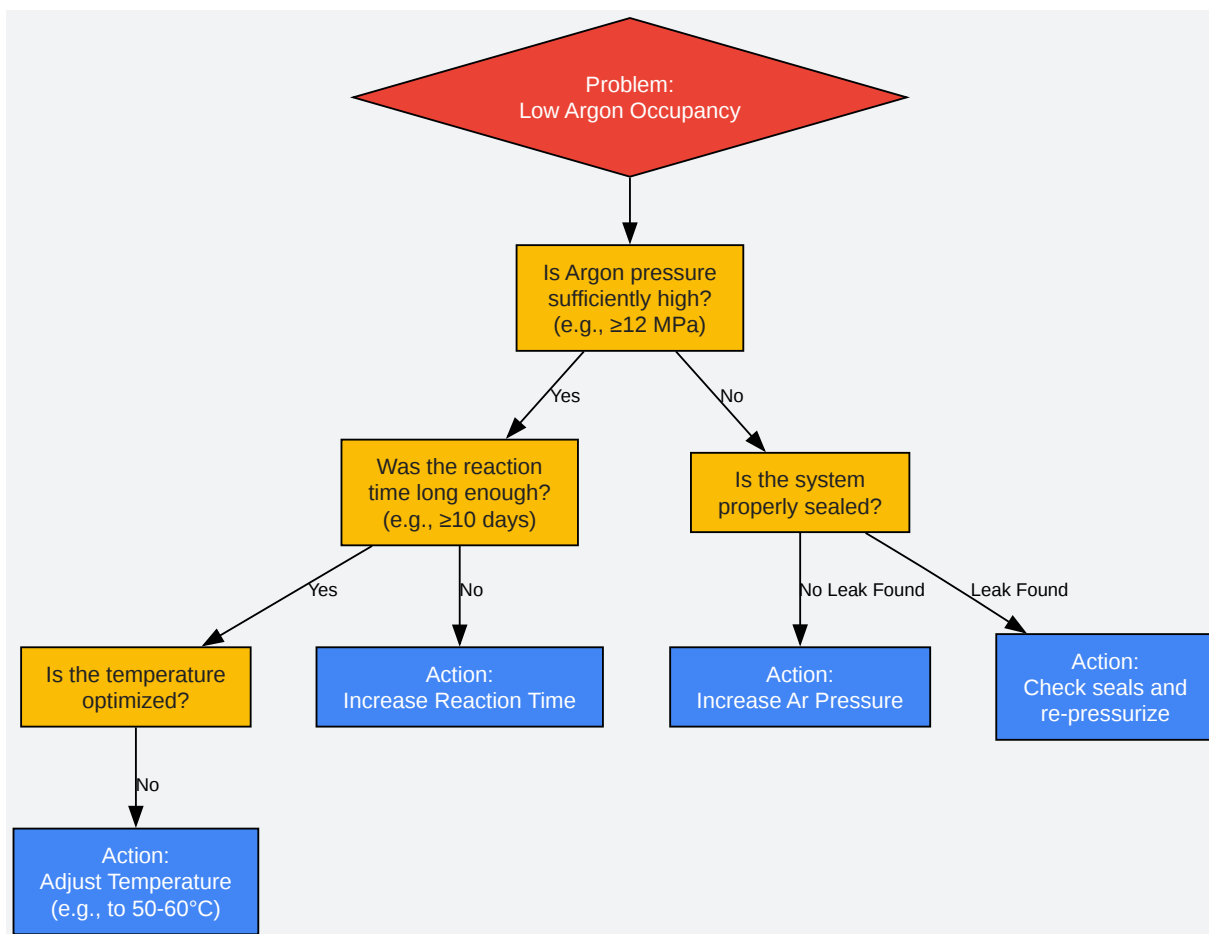 Problem:
Low Argon Occupancy
Is Argon pressure
sufficiently high?
(e.g., ≥12 MPa)
Yes
No
Was the reaction
time long enough?
(e.g., ≥10 days)
Is the system
properly sealed?
Yes
No
No Leak Found
Leak Found
Is the temperature
optimized?
Action:
Increase Reaction Time
Action:
Increase Ar Pressure
Action:
Check seals and
re-pressurize
No
Action:
Adjust Temperature
(e.g., to 50-60°C)